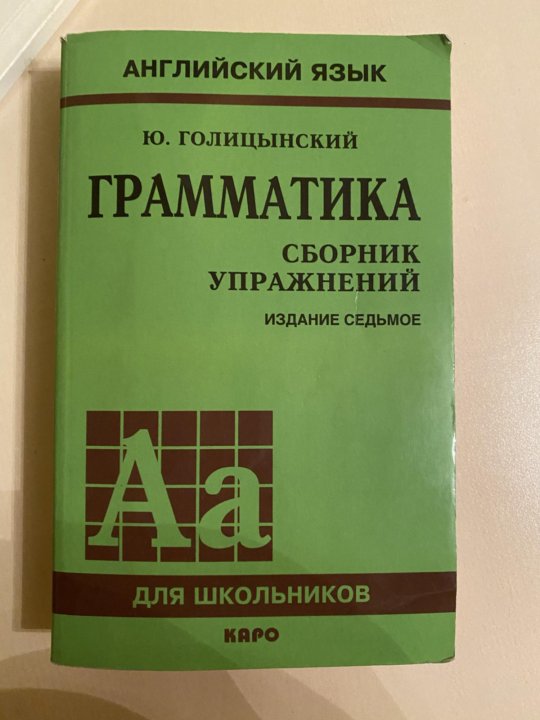 АНГЛИЙСКИЙ ЯЗЫК
Ю. ГОЛИЦЫНСКИЙ
ГРАММАТИКА
СБОРНИК
УПРАЖНЕНИЙ
ИЗДАНИЕ СЕДЬМОЕ
Aa
ДЛЯ ШКОЛЬНИКОВ
КАРО